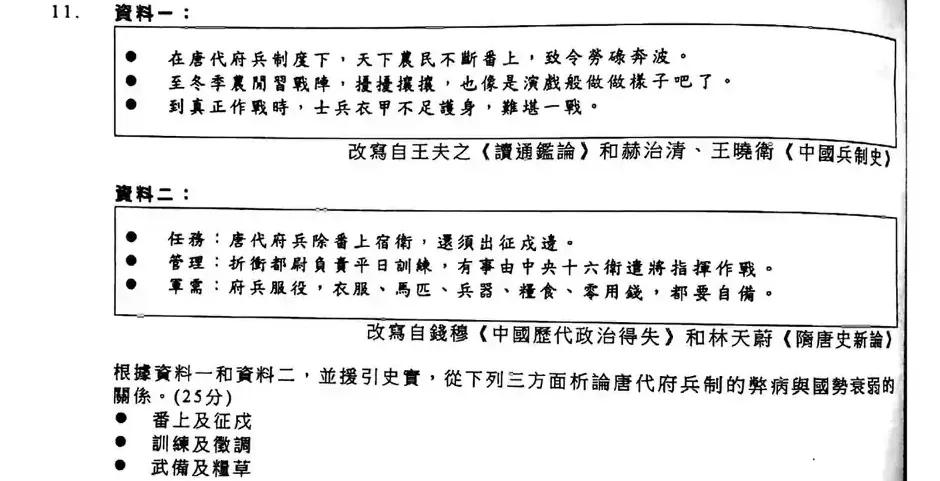 11. 資料一：
● 在唐代府兵制度下，天下農民不斷番上，致令勞碌奔波。
● 至冬季農閒習戰陣，擾擾攘攘，也像是演戲般做做樣子吧了。
● 到真正作戰時，士兵衣甲不足護身，難堪一戰。
改寫自王夫之《讀通鑑論》和赫治清、王曉衛《中國兵制史》
資料二：
● 任務：唐代府兵除番上宿衛，還須出征戍邊。
● 管理：折衝都尉負責平日訓練，有事由中央十六衛遣將指揮作戰。
● 軍需：府兵服役，衣服、馬匹、兵器、糧食、零用錢，都要自備。
改寫自錢穆《中國歷代政治得失》和林天蔚《隋唐史新論》
根據資料一和資料二，並援引史實，從下列三方面析論唐代府兵制的弊病與國勢衰弱的
關係。(25分)
● 番上及征戍
● 訓練及徵調
● 武備及糧草